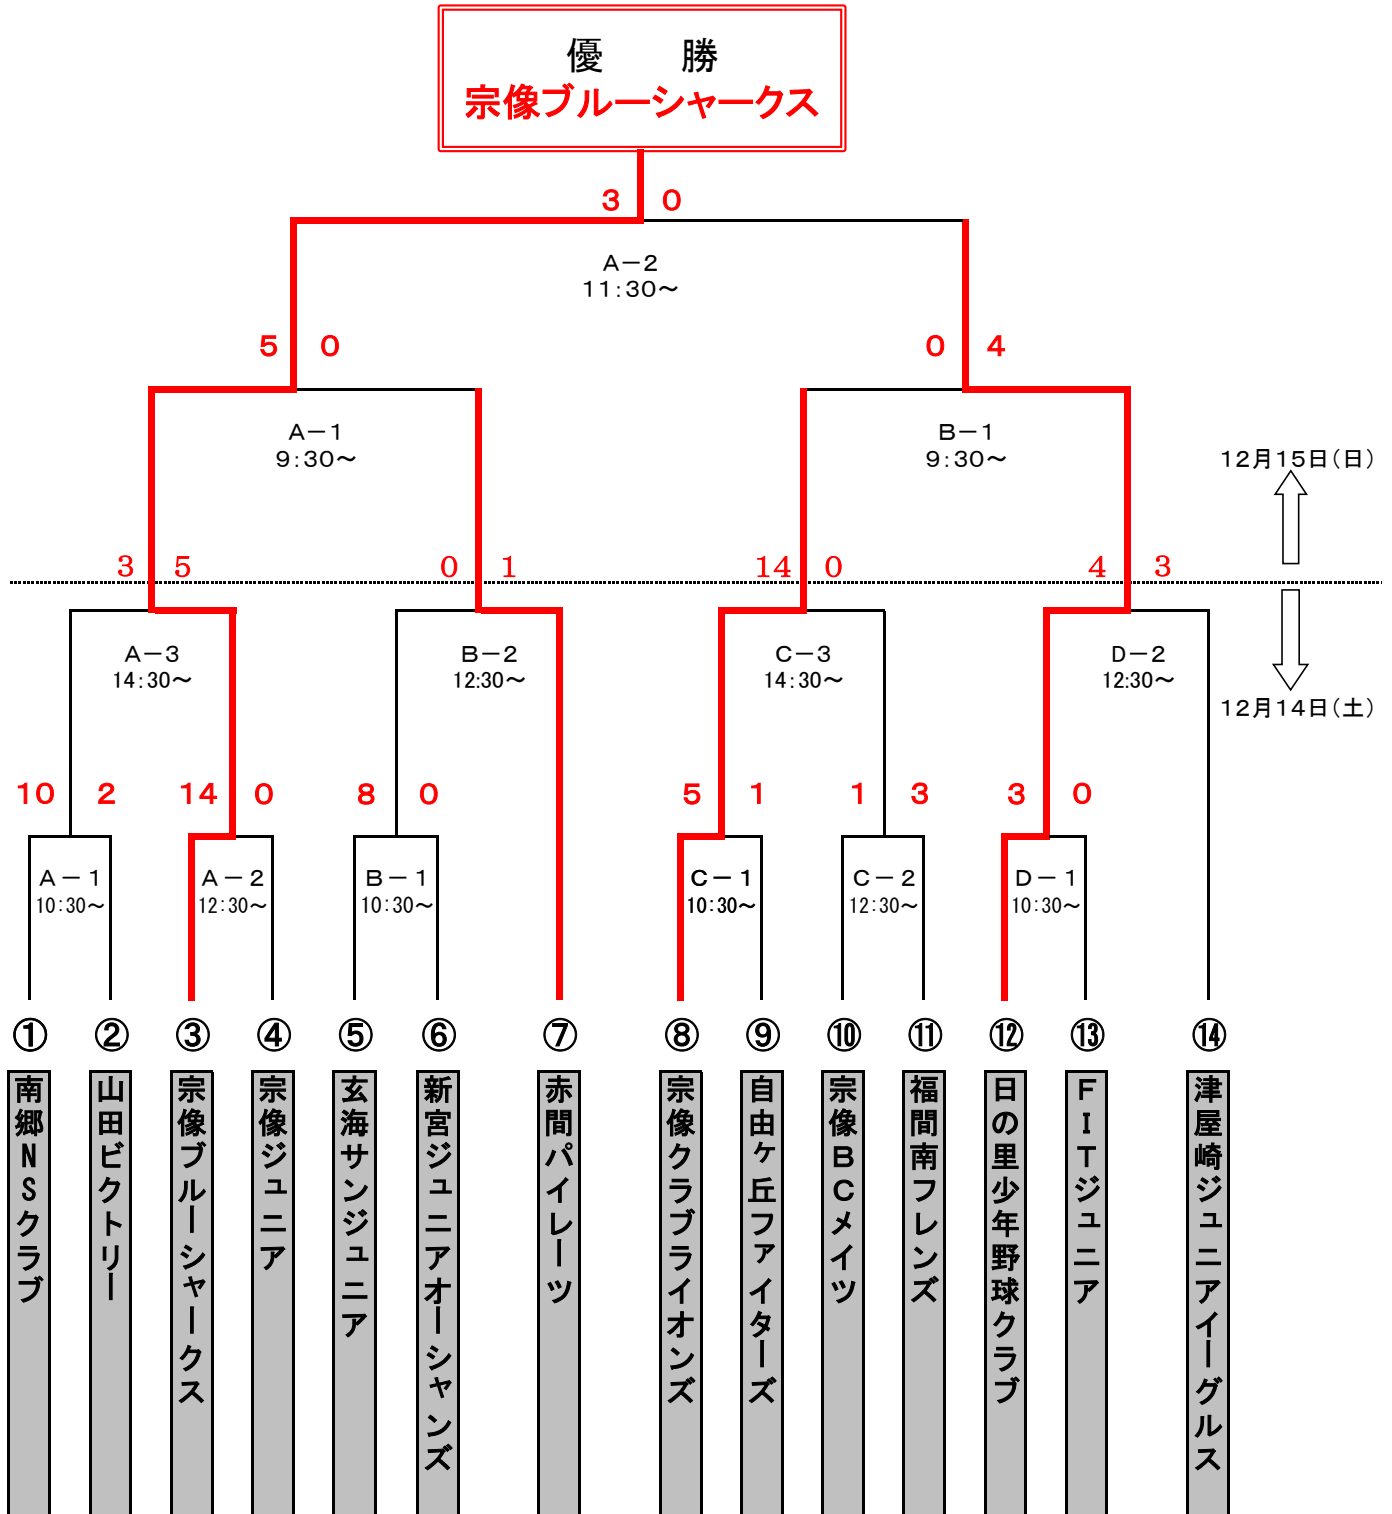 優　勝
宗像ブルーシャークス
3 0
A－2
11:30～
5 0
0 4
A－1
9:30～
B－1
9:30～
12月15日(日)
3 5
0 1
14 0
4 3
A－3
14:30～
B－2
12:30～
C－3
14:30～
D－2
12:30～
12月14日(土)
10 2
14 0
8 0
5 1
1 3
3 0
A－1
10:30～
A－2
12:30～
B－1
10:30～
C－1
10:30～
C－2
12:30～
D－1
10:30～
① ② ③ ④ ⑤ ⑥ ⑦ ⑧ ⑨ ⑩ ⑪ ⑫ ⑬ ⑭
南郷NSクラブ
山田ビクトリー
宗像ブルーシャークス
宗像ジュニア
玄海サンジュニア
新宮ジュニアオーシャンズ
赤間パイレーツ
宗像クラブライオンズ
自由ヶ丘ファイターズ
宗像BCメイツ
福間南フレンズ
日の里少年野球クラブ
FITジュニア
津屋崎ジュニアイーグルス